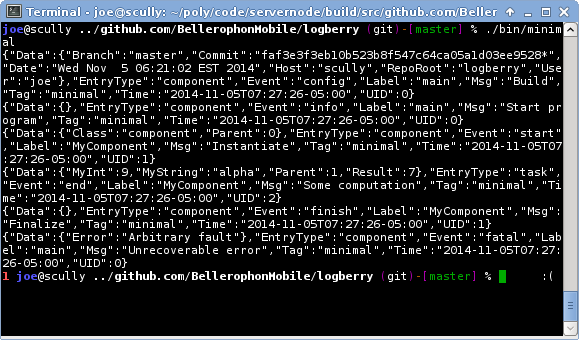 Terminal - joe@scully: ~/poly/code/servernode/build/src/github.com/Beller
joe@scully ../github.com/BellerophonMobile/logberry (git)-[master] % ./bin/minim
al
{"Data":{"Branch":"master","Commit":"faf3e3f3eb10b523b8f547c64ca05a1d03ee9528*",
"Date":"Wed Nov  5 06:21:02 EST 2014","Host":"scully","RepoRoot":"logberry","Use
r":"joe"},"EntryType":"component","Event":"config","Label":"main","Msg":"Build",
"Tag":"minimal","Time":"2014-11-05T07:27:26-05:00","UID":0}
{"Data":{},"EntryType":"component","Event":"info","Label":"main","Msg":"Start pr
ogram","Tag":"minimal","Time":"2014-11-05T07:27:26-05:00","UID":0}
{"Data":{"Class":"component","Parent":0},"EntryType":"component","Event":"start"
,"Label":"MyComponent","Msg":"Instantiate","Tag":"minimal","Time":"2014-11-05T07
:27:26-05:00","UID":1}
{"Data":{"MyInt":9,"MyString":"alpha","Parent":1,"Result":7},"EntryType":"task",
"Event":"end","Label":"MyComponent","Msg":"Some computation","Tag":"minimal","Ti
me":"2014-11-05T07:27:26-05:00","UID":2}
{"Data":{},"EntryType":"component","Event":"finish","Label":"MyComponent","Msg":
"Finalize","Tag":"minimal","Time":"2014-11-05T07:27:26-05:00","UID":1}
{"Data":{"Error":"Arbitrary fault"},"EntryType":"component","Event":"fatal","Lab
el":"main","Msg":"Unrecoverable error","Tag":"minimal","Time":"2014-11-05T07:27:
26-05:00","UID":0}
1 joe@scully ../github.com/BellerophonMobile/logberry (git)-[master] % :(